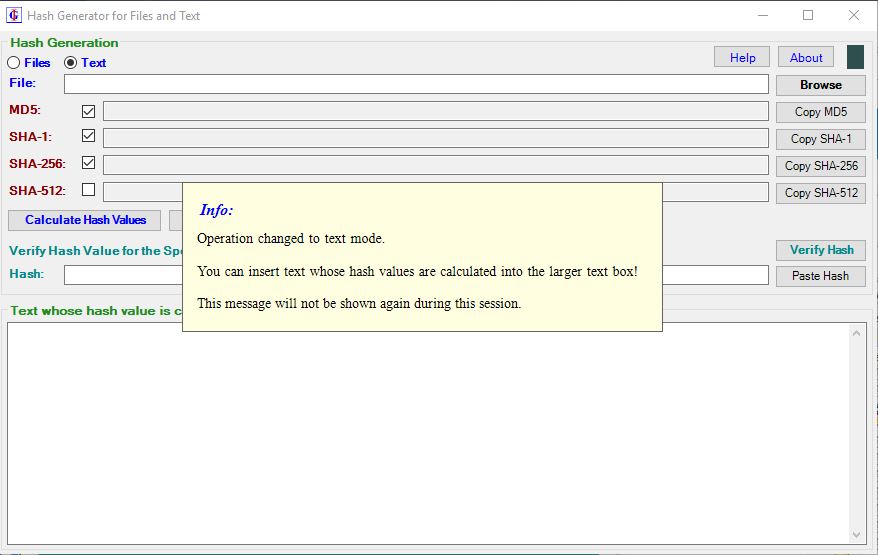 Hash Generator for Files and Text
Hash Generation
Files Text
Help About
File: Browse
MD5: Copy MD5
SHA-1: Copy SHA-1
SHA-256: Copy SHA-256
SHA-512: Copy SHA-512
Info:
Calculate Hash Values
Operation changed to text mode.
Verify Hash Value for the Verify Hash
You can insert text whose hash values are calculated into the larger text box!
Hash: Paste Hash
This message will not be shown again during this session.
Text whose hash value is